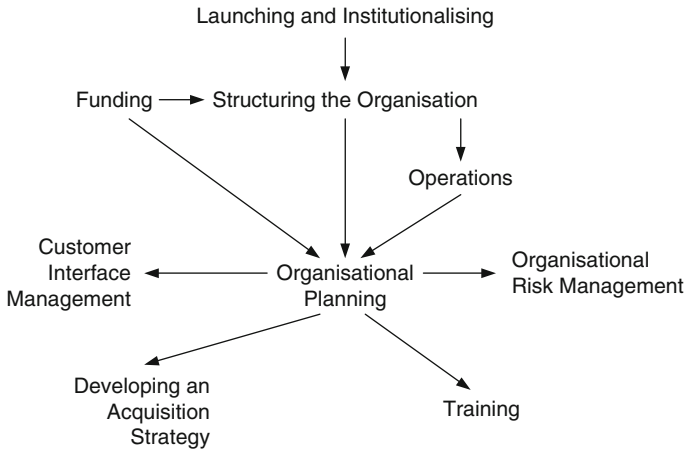 Launching and Institutionalising
Funding
Structuring the Organisation
Operations
Customer
Interface
Management
Organisational
Planning
Organisational
Risk Management
Developing an
Acquisition
Strategy
Training